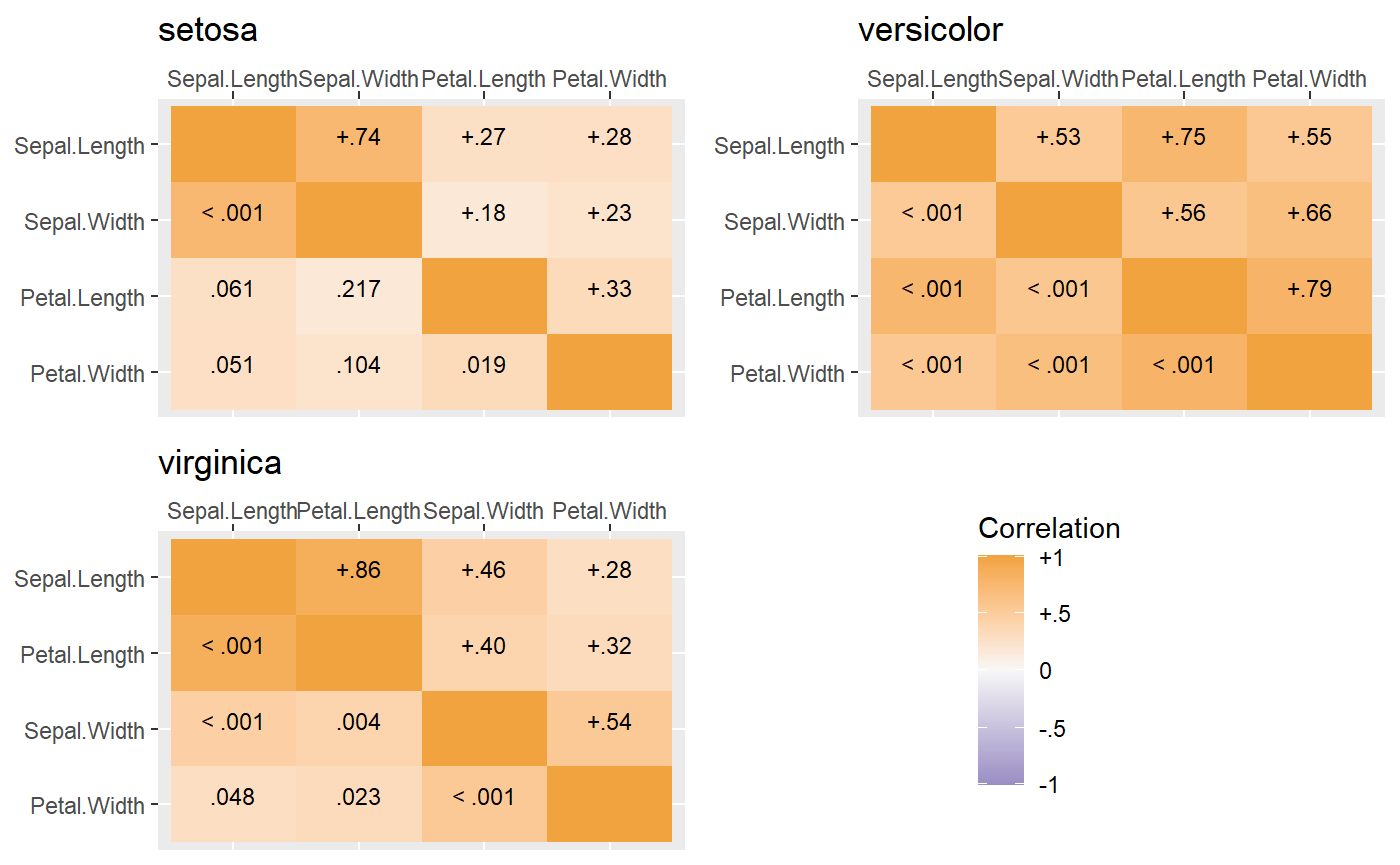 setosa
Sepal.Length Sepal.Width Petal.Length Petal.Width
Sepal.Length +.74 +.27 +.28
Sepal.Width < .001 +.18 +.23
Petal.Length .061 .217 +.33
Petal.Width .051 .104 .019
versicolor
Sepal.Length Sepal.Width Petal.Length Petal.Width
Sepal.Length +.53 +.75 +.55
Sepal.Width < .001 +.56 +.66
Petal.Length < .001 < .001 +.79
Petal.Width < .001 < .001 < .001
virginica
Sepal.Length Petal.Length Sepal.Width Petal.Width
Sepal.Length +.86 +.46 +.28
Petal.Length < .001 +.40 +.32
Sepal.Width < .001 .004 +.54
Petal.Width .048 .023 < .001
Correlation
+1
+.5
0
-.5
-1